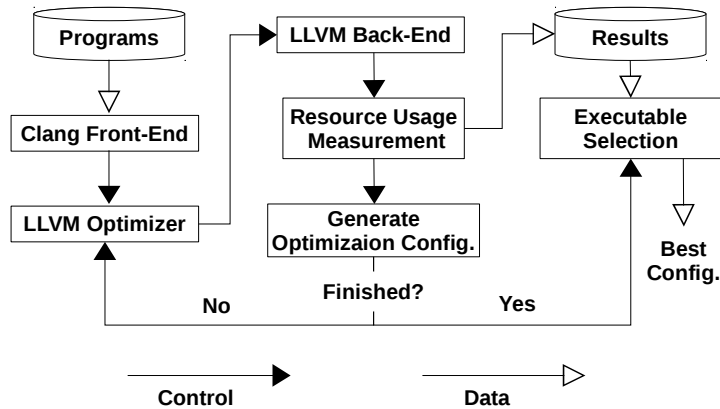 Programs
LLVM Back-End
Results
Clang Front-End
Resource Usage
Measurement
Executable
Selection
LLVM Optimizer
Generate
Optimizaion Config.
Best
Config.
Finished?
No
Yes
Control
Data